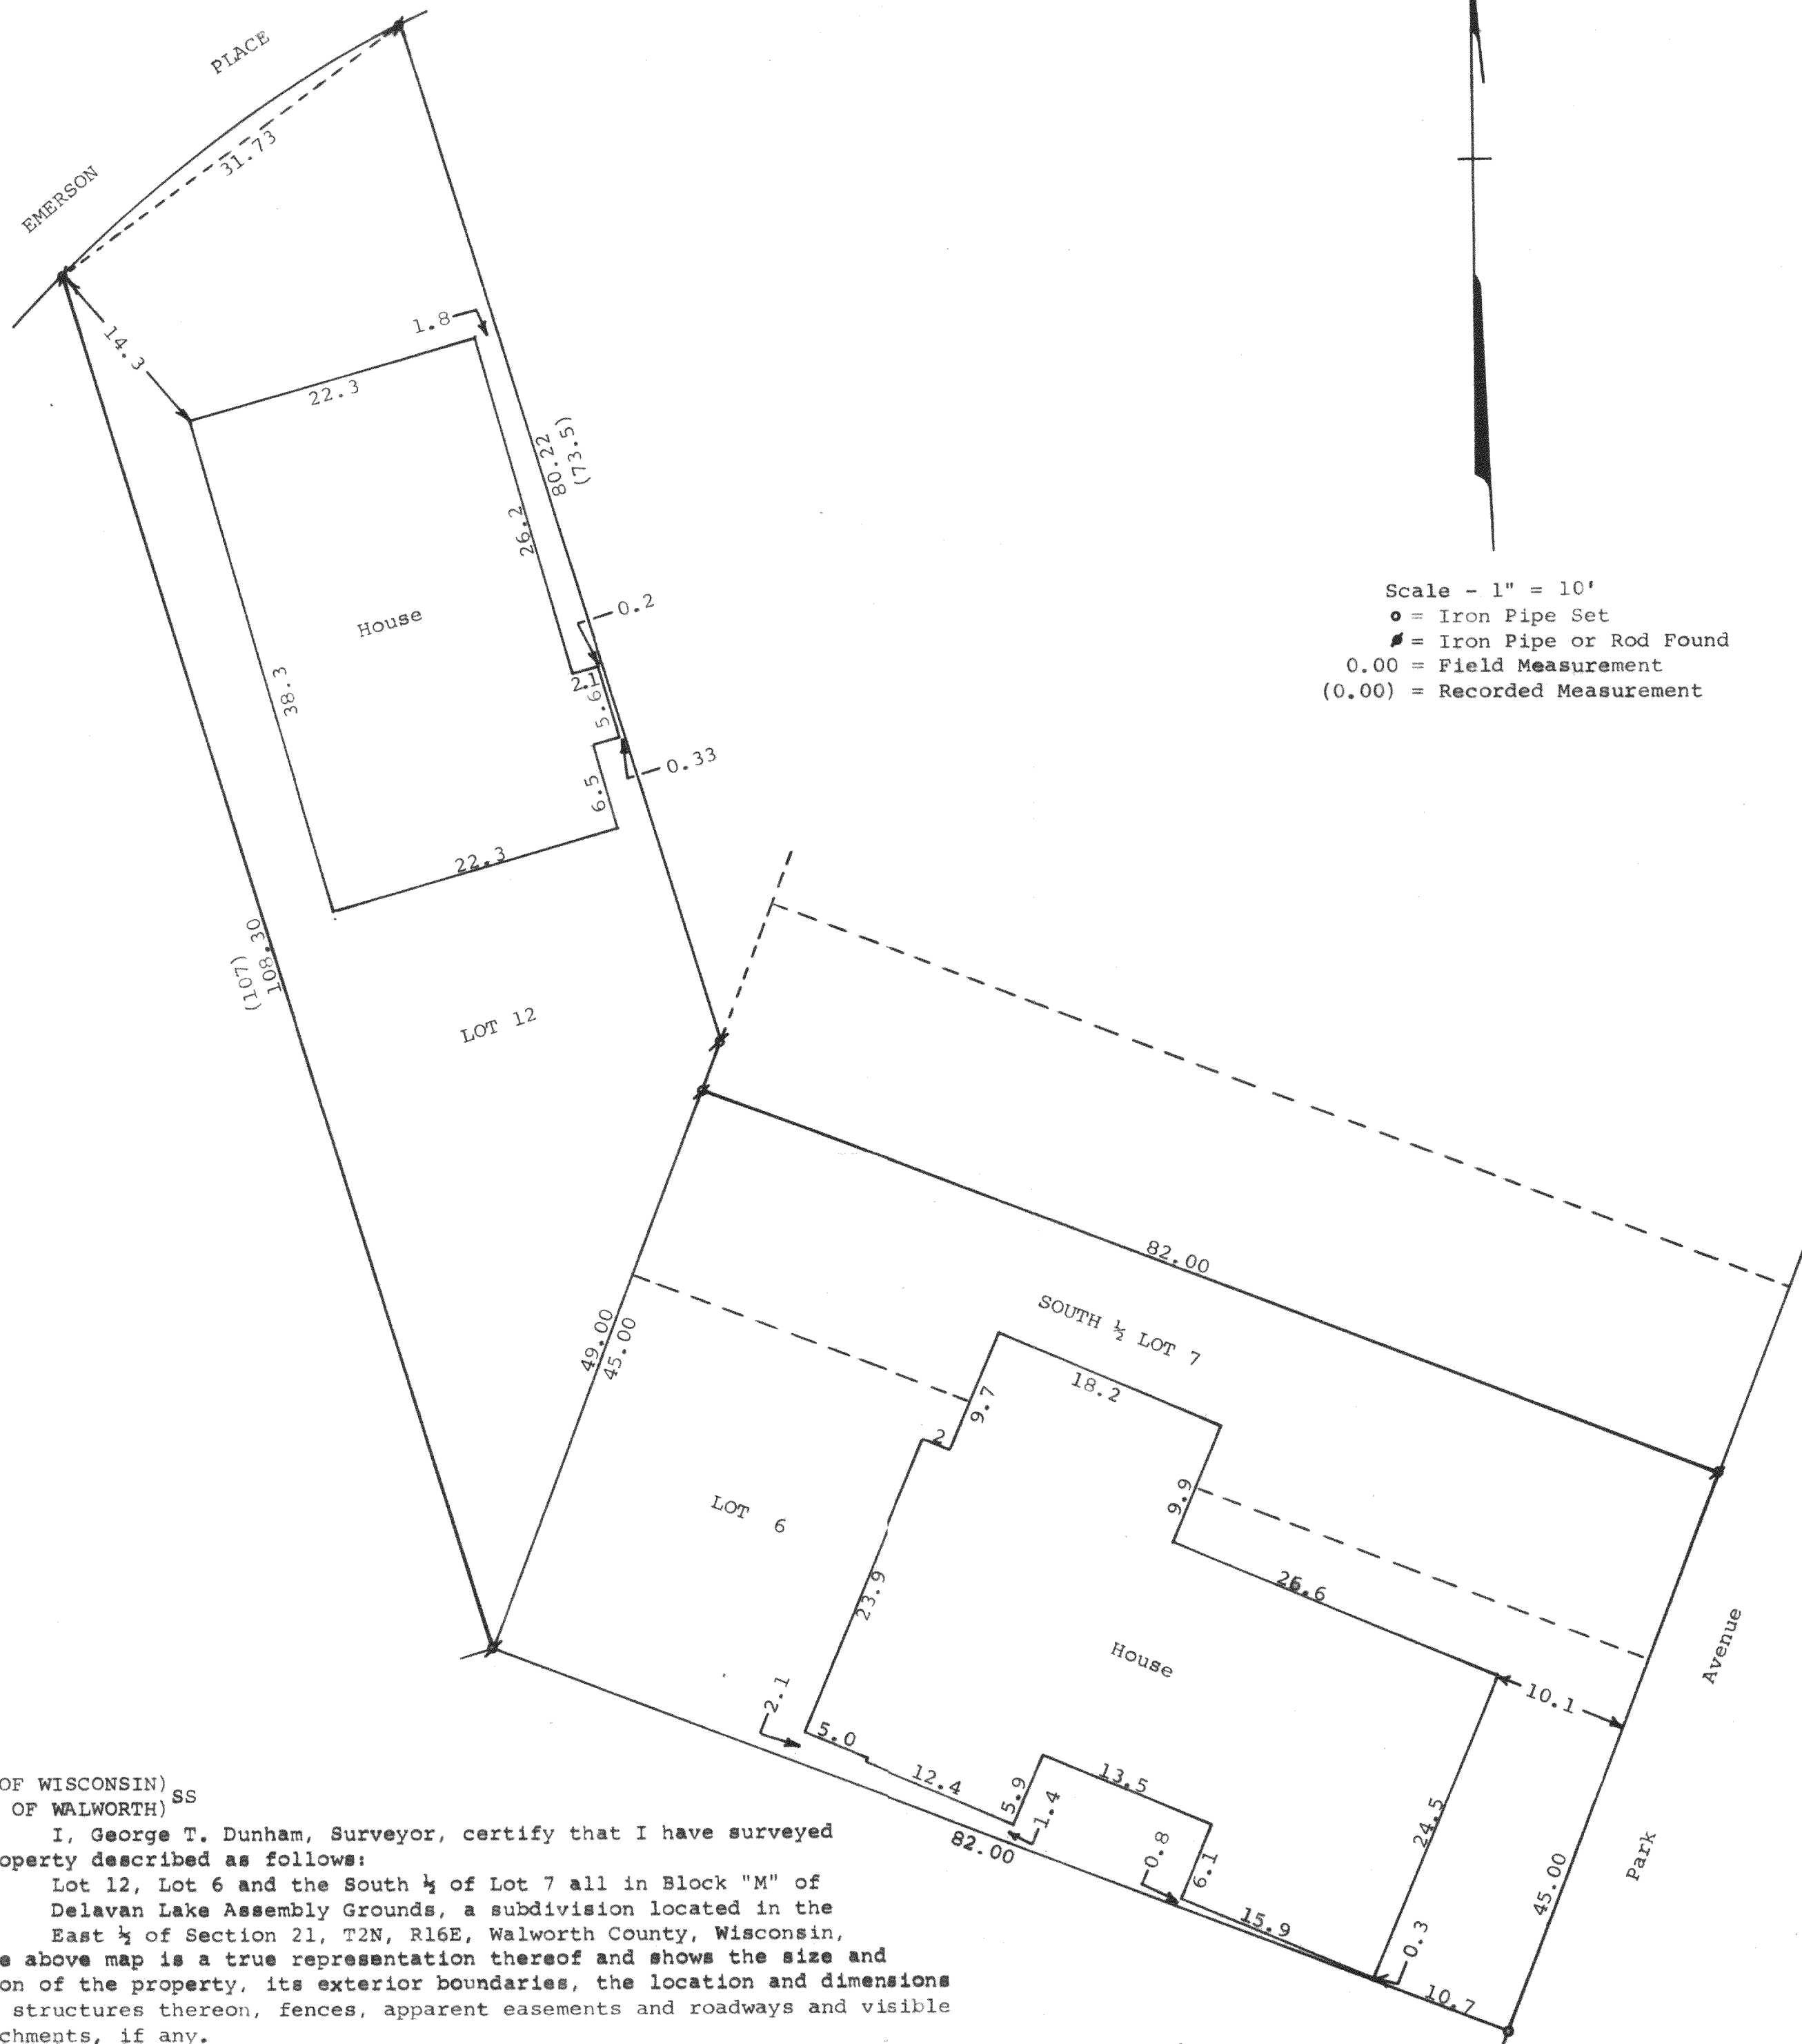 PLACE
EMERSON
31.73
14.3
1.8
22.3
80.22
(73.5)
26.2
House
38.3
0.2
2.1
5.6
0.33
6.5
22.3
(107)
108.30
LOT 12
Scale - 1" = 10'
= Iron Pipe Set
= Iron Pipe or Rod Found
0.00 = Field Measurement
(0.00) = Recorded Measurement
82.00
SOUTH ½ LOT 7
49.00
45.00
18.2
9.7
2
9.9
LOT 6
23.9
26.6
House
10.1
Avenue
Park
2.1
5.0
12.4
5.9
1.4
13.5
82.00
0.8
6.1
15.9
24.5
0.3
10.7
45.00
OF WISCONSIN)
SS
OF WALWORTH)
I, George T. Dunham, Surveyor, certify that I have surveyed
operty described as follows:
Lot 12, Lot 6 and the South ½ of Lot 7 all in Block "M" of
Delavan Lake Assembly Grounds, a subdivision located in the
East ½ of Section 21, T2N, R16E, Walworth County, Wisconsin,
e above map is a true representation thereof and shows the size and
on of the property, its exterior boundaries, the location and dimensions
structures thereon, fences, apparent easements and roadways and visible
chments, if any.